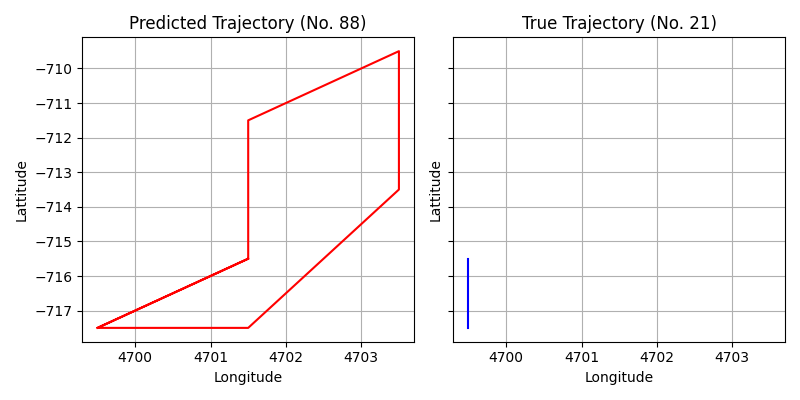 Predicted Trajectory (No. 88)
True Trajectory (No. 21)
−710
−711
−712
−713
−714
−715
−716
−717
Lattitude
Lattitude
4700 4701 4702 4703
4700 4701 4702 4703
Longitude
Longitude